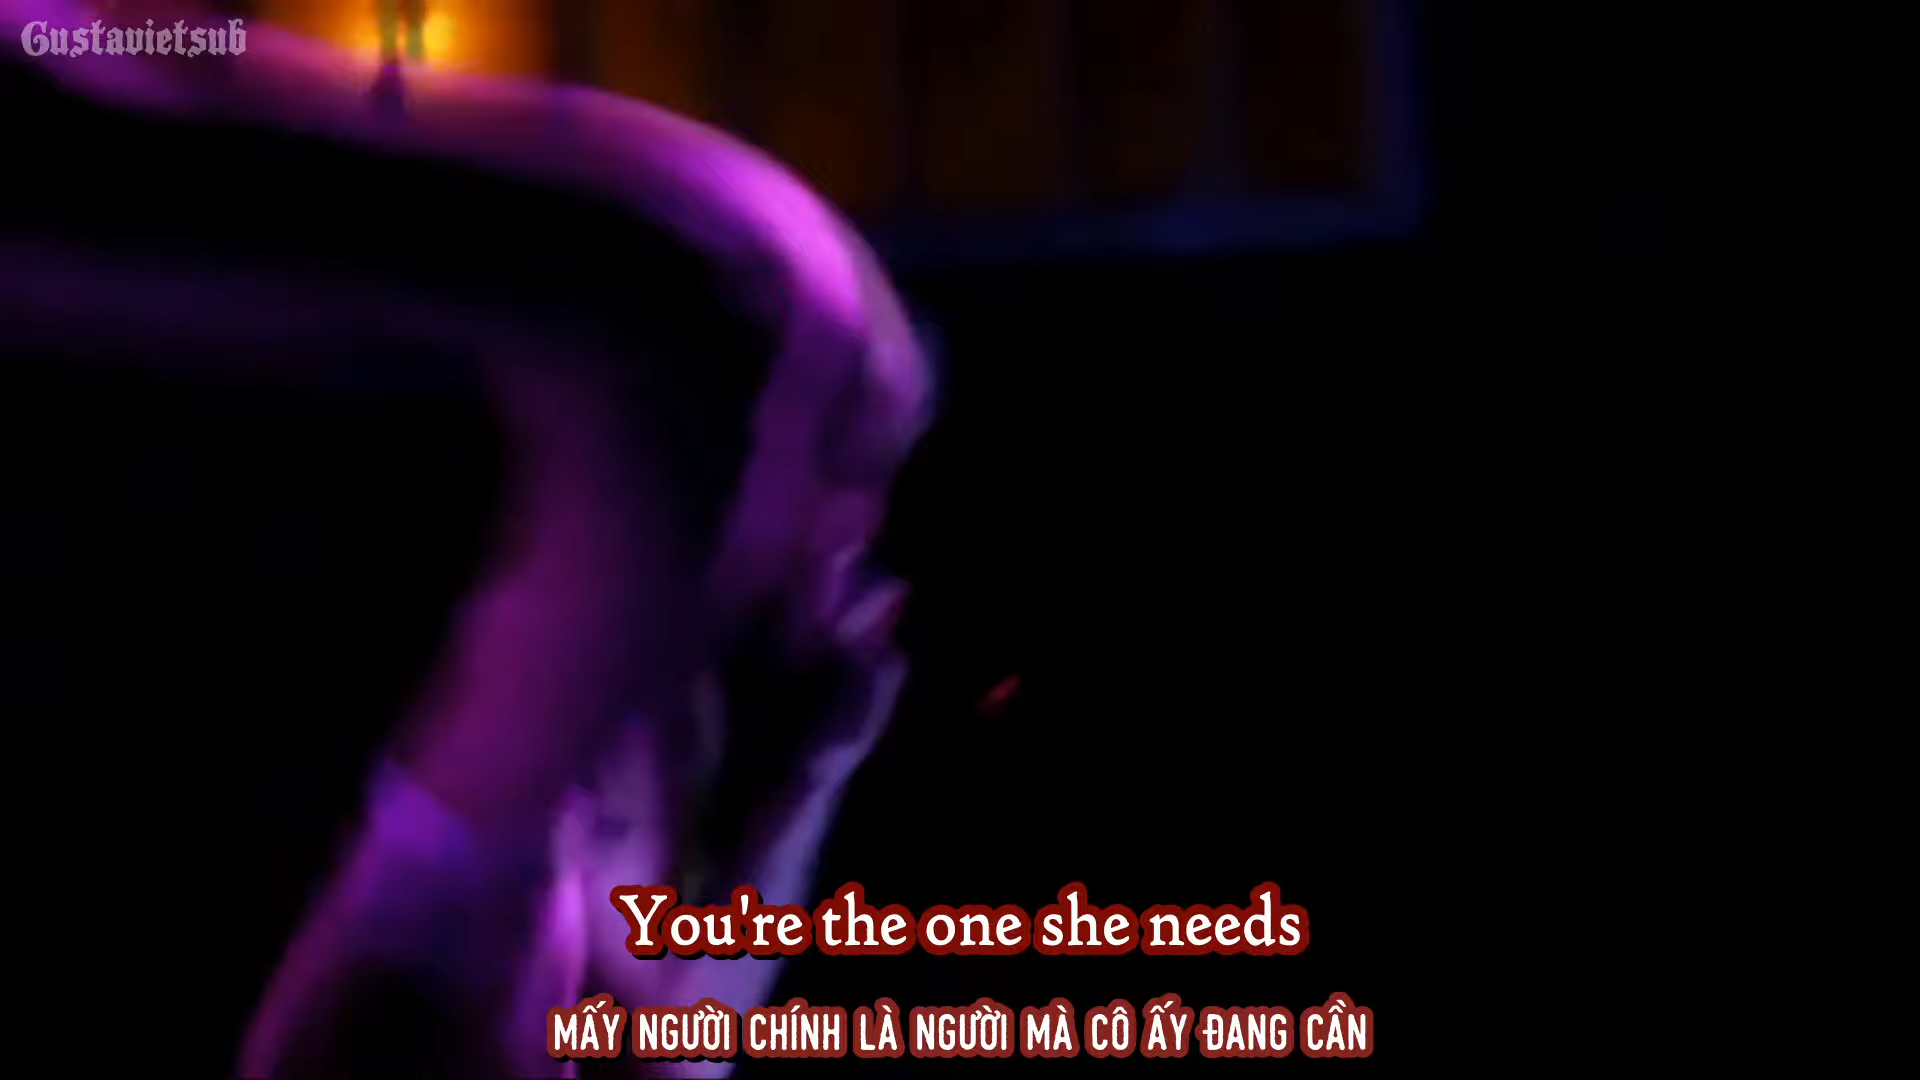 Gustavietsub
You're the one she needs
MẤY NGƯỜI CHÍNH LÀ NGƯỜI MÀ CÔ ẤY ĐANG CẦN